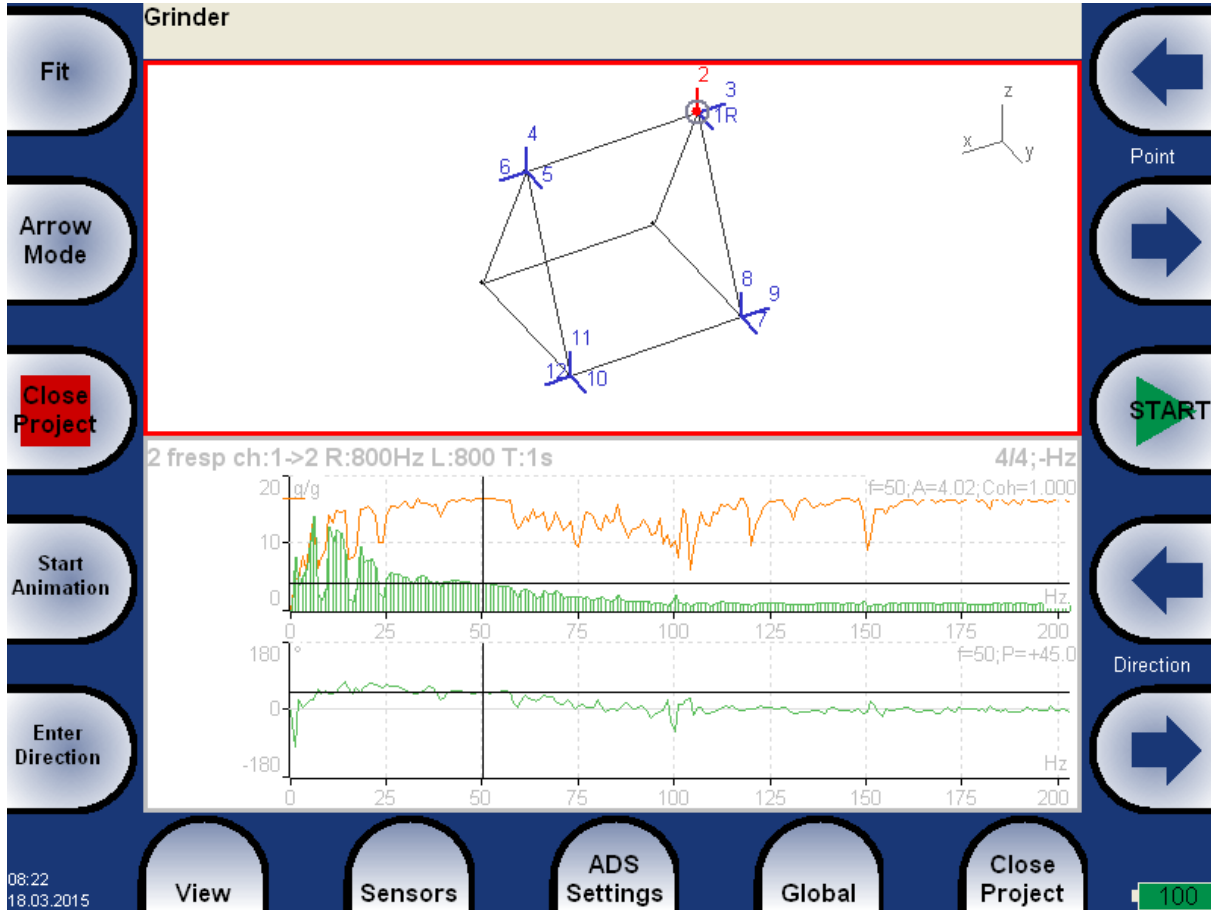 Grinder
Fit
Arrow
Mode
Close
Project
Start
Animation
Enter
Direction
2
3
1R
4
6
5
8
9
7
11
12
10
z
x
y
Point
START
Direction
2 fresp ch:1->2 R:800Hz L:800 T:1s
4/4;-Hz
20
g/g
f=50;A=4.02;Coh=1.000
10
0
Hz
0 25 50 75 100 125 150 175 200
180
°
f=50;P=+45.0
0
-180
Hz
0 25 50 75 100 125 150 175 200
08:22
18.03.2015
View
Sensors
ADS
Settings
Global
Close
Project
100